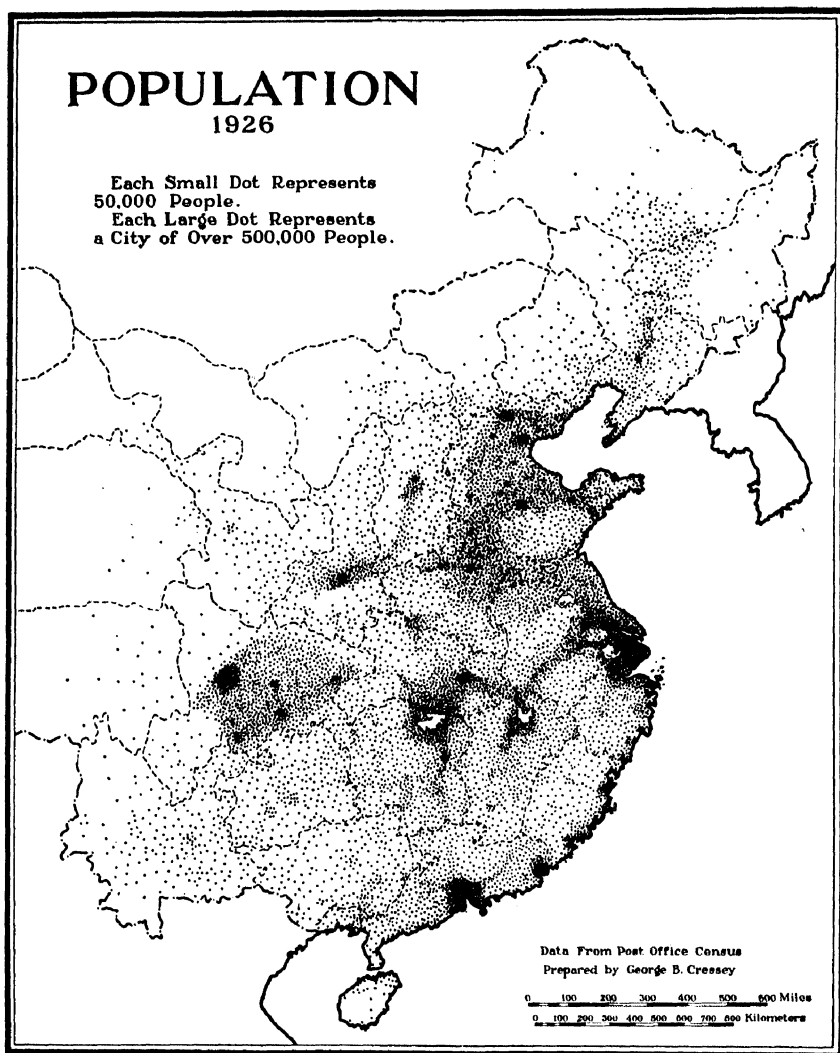 POPULATION
1926
Each Small Dot Represents
50,000 People.
Each Large Dot Represents
a City of Over 500,000 People.
Data From Post Office Census
Prepared by George B. Cressey
0 100 200 300 400 500 600 Miles
0 100 200 300 400 500 600 700 800 Kilometers